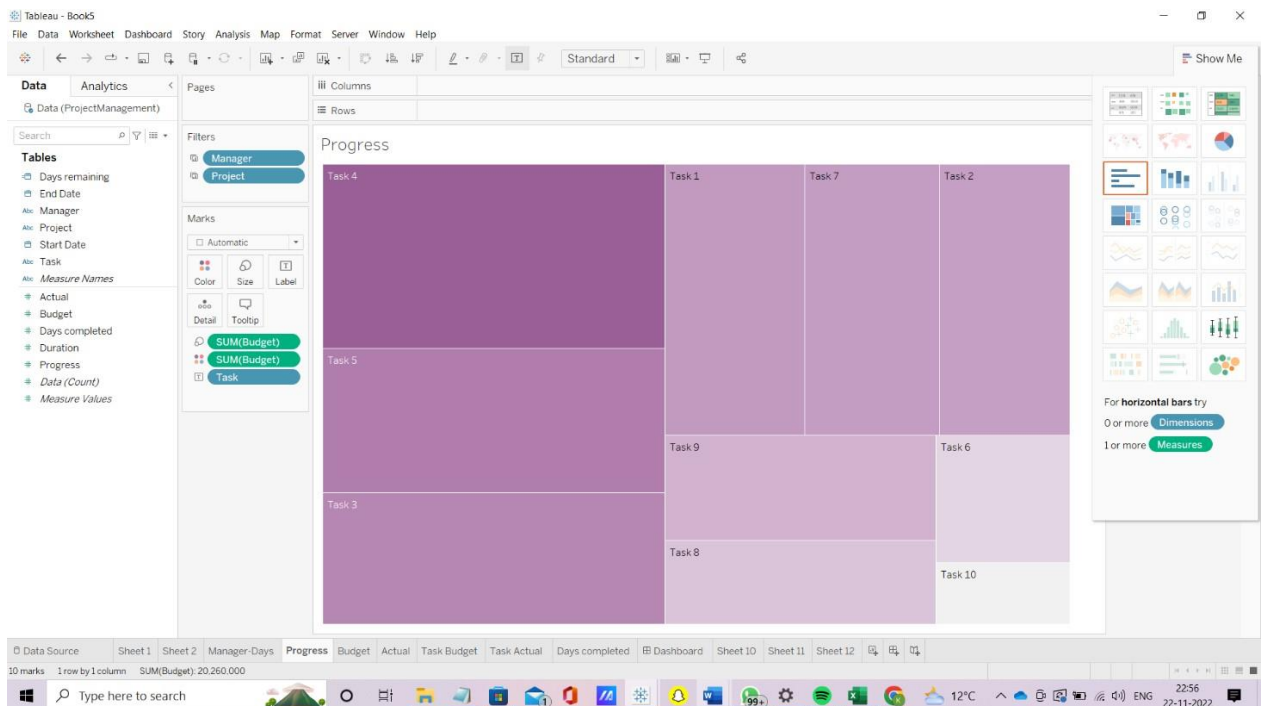 Tableau - Book5
File Data Worksheet Dashboard Story Analysis Map Format Server Window Help
Standard
Show Me
Data Analytics
Data (ProjectManagement)
Search
Tables
Days remaining
End Date
Abc Manager
Abc Project
Start Date
Abc Task
Abc Measure Names
# Actual
# Budget
# Days completed
# Duration
# Progress
# Data (Count)
# Measure Values
Pages
Filters
Manager
Project
Marks
Automatic
Color Size Label
Detail Tooltip
SUM(Budget)
SUM(Budget)
T Task
iii Columns
Rows
Progress
Task 4
Task 1
Task 7
Task 2
Task 5
Task 9
Task 6
Task 3
Task 8
Task 10
For horizontal bars try
0 or more Dimensions
1 or more Measures
Data Source Sheet 1 Sheet 2 Manager-Days Progress Budget Actual Task Budget Task Actual Days completed Dashboard Sheet 10 Sheet 11 Sheet 12
10 marks 1 row by 1 column SUM(Budget): 20,260,000
Type here to search
99+
12°C
ENG
22:56
22-11-2022